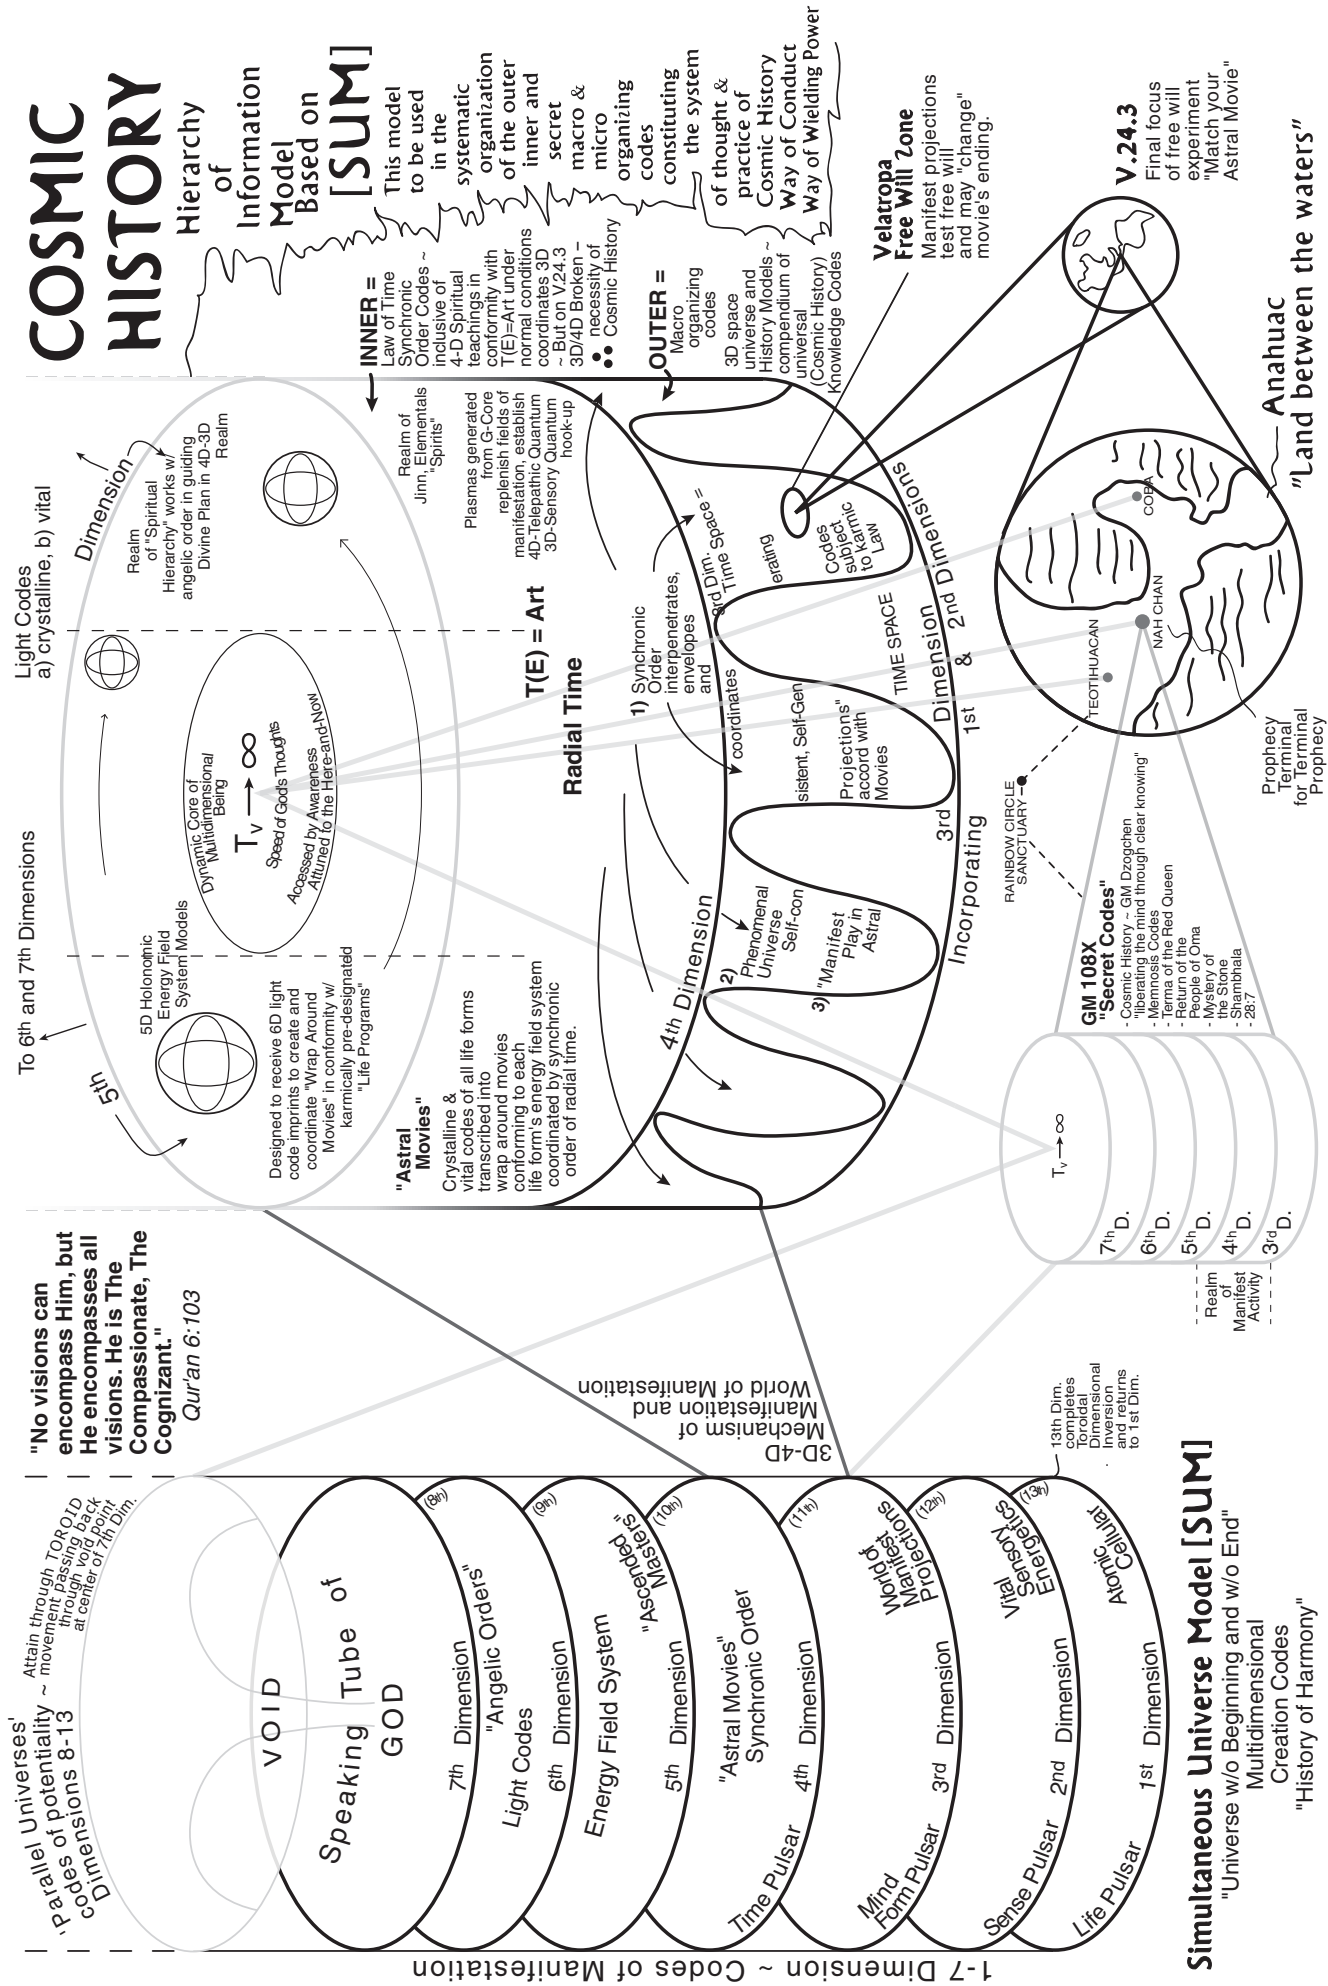 COSMIC
HISTORY
Hierarchy
of
Information
Model
Based on
[SUM]
This model
to be used
in the
systematic
organization
of the outer
inner and
secret
macro &
micro
organizing
codes
constituting
the system
of thought &
practice of
Cosmic History
Way of Conduct
Way of Wielding Power
"No visions can
encompass Him, but
He encompasses all
visions. He is The
Compassionate, The
Cognizant."
Qur'an 6:103
'Parallel Universes'
codes of potentiality ~
Dimensions 8-13
Attain through TOROID
movement passing back
through void point
at center of 7th Dim.
VOID
Speaking Tube of
GOD
7th Dimension
(8th)
"Angelic Orders"
Light Codes
6th Dimension
(9th)
Energy Field System
"Ascended
Masters"
5th Dimension
(10th)
"Astral Movies"
Synchronic Order
4th Dimension
(11th)
Time Pulsar
World of
Manifest
Projections
3rd Dimension
(12th)
Mind
Form Pulsar
Vital
Sensory
Energetics
2nd Dimension
(13th)
Sense Pulsar
Atomic
Cellular
1st Dimension
Life Pulsar
1-7 Dimension ~ Codes of Manifestation
13th Dim.
completes
Toroidal
Dimensional
Inversion
and returns
to 1st Dim.
Simultaneous Universe Model [SUM]
"Universe w/o Beginning and w/o End"
Multidimensional
Creation Codes
"History of Harmony"
3D-4D
Mechanism of
Manifestation and
World of Manifestation
To 6th and 7th Dimensions
Light Codes
a) crystalline, b) vital
5th Dimension
5D Holonomic
Energy Field
System Models
Designed to receive 6D light
code imprints to create and
coordinate "Wrap Around
Movies" in conformity w/
karmically pre-designated
"Life Programs"
Dynamic Core of
Multidimensional
Being
Tv → ∞
Speed of God's Thoughts
Accessed by Awareness
Attuned to the Here-and-Now
Realm
of "Spiritual
Hierarchy" works w/
angelic order in guiding
Divine Plan in 4D-3D
Realm
"Astral
Movies"
Crystalline &
vital codes of all life forms
transcribed into
wrap around movies
conforming to each
life form's energy field system
coordinated by synchronic
order of radial time.
T(E) = Art
Radial Time
Realm of
Jinn, Elementals
"Spirits"
Plasmas generated
from G-Core
replenish fields of
manifestation, establish
4D-Telepathic Quantum
3D-Sensory Quantum
hook-up
INNER =
Law of Time
Synchronic
Order Codes ~
inclusive of
4-D Spiritual
teachings in
conformity with
T(E)=Art under
normal conditions
coordinates 3D
~ But on V.24.3
3D/4D Broken –
necessity of
Cosmic History
OUTER =
Macro
organizing
codes
3D space
universe and
History Models ~
compendium of
universal
(Cosmic History)
Knowledge Codes
4th Dimension
1) Synchronic
Order
interpenetrates,
envelopes
and
coordinates
3rd Dim.
Time Space =
2) Phenomenal
Universe
Self-con
sistent, Self-Gen
erating
3) "Manifest
Play in
Astral
Projections"
accord with
Movies
Codes
subject
to karmic
to Law
TIME SPACE
3rd Dimension
Incorporating 1st & 2nd Dimensions
Velatropa
Free Will Zone
Manifest projections
test free will
and may "change"
movie's ending.
V.24.3
Final focus
of free will
experiment
"Match your
Astral Movie"
Anahuac
"Land between the waters"
COBA
NAH CHAN
TEOTIHUACAN
RAINBOW CIRCLE
SANCTUARY
Prophecy
Terminal
for Terminal
Prophecy
GM 108X
"Secret Codes"
- Cosmic History ~ GM Dzogchen
"liberating the mind through clear knowing"
- Memnosis Codes
- Terma of the Red Queen
- Return of the
People of Oma
- Mystery of
the Stone
- Shambhala
- 28:7
Tv → ∞
7th D.
6th D.
5th D.
4th D.
3rd D.
Realm
of
Manifest
Activity